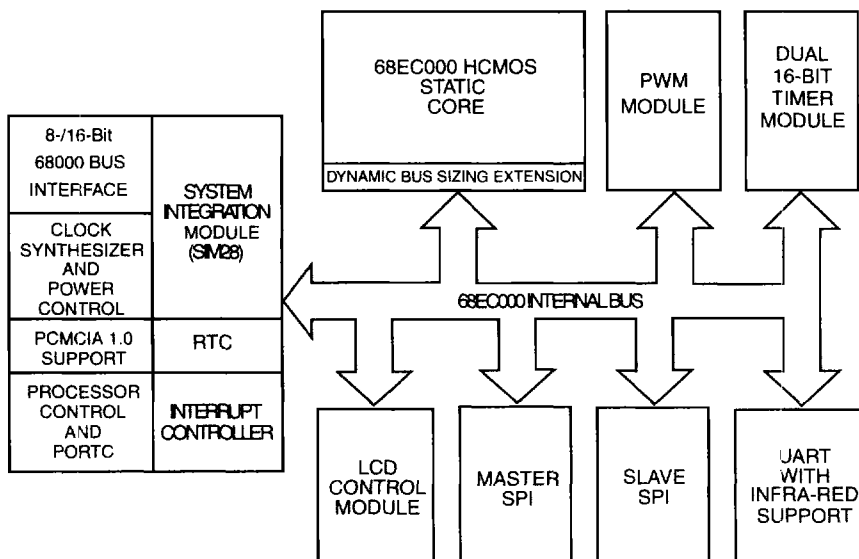 68EC000 HCMOS
STATIC
CORE
DYNAMIC BUS SIZING EXTENSION
PWM
MODULE
DUAL
16-BIT
TIMER
MODULE
8-/16-Bit
68000 BUS
INTERFACE
SYSTEM
INTEGRATION
MODULE
(SIM28)
CLOCK
SYNTHESIZER
AND
POWER
CONTROL
PCMCIA 1.0
SUPPORT
RTC
PROCESSOR
CONTROL
AND
PORTC
INTERRUPT
CONTROLLER
68EC000 INTERNAL BUS
LCD
CONTROL
MODULE
MASTER
SPI
SLAVE
SPI
UART
WITH
INFRA-RED
SUPPORT